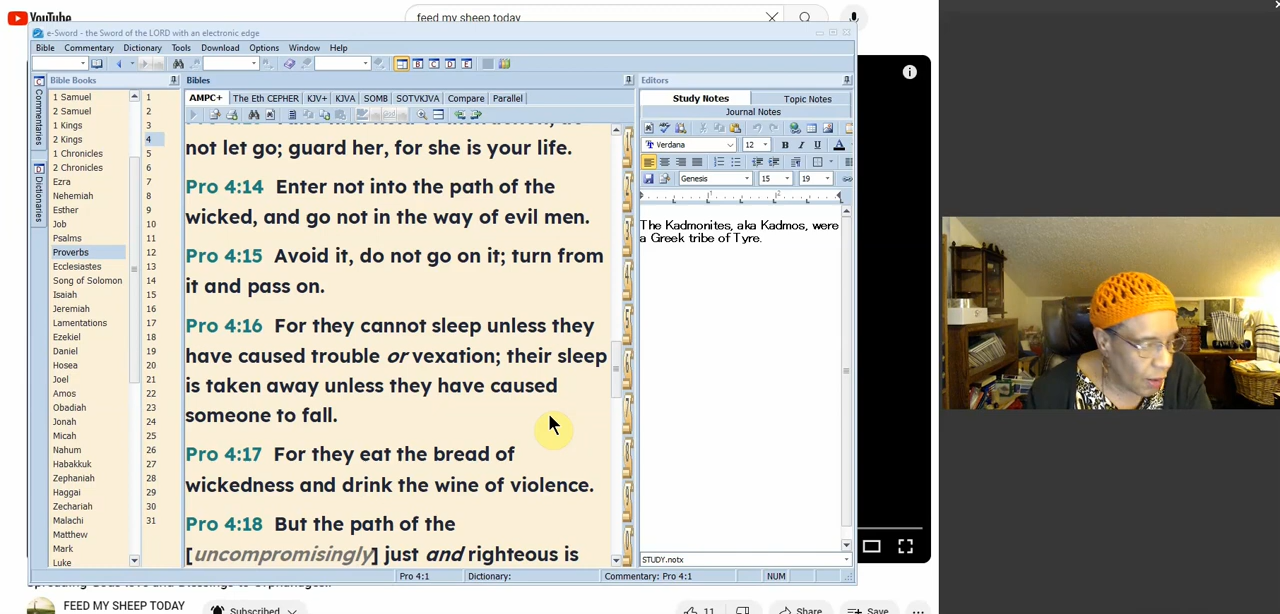 YouTube
feed my sheep today
e-Sword - the Sword of the LORD with an electronic edge
Bible Commentary Dictionary Tools Download Options Window Help
Bible Books
Bibles
Editors
AMPC+ The Eth CEPHER KJV+ KJVA SOMB SOTVKJVA Compare Parallel
Study Notes Topic Notes
Journal Notes
Commentaries
Dictionaries
1 Samuel
2 Samuel
1 Kings
2 Kings
1 Chronicles
2 Chronicles
Ezra
Nehemiah
Esther
Job
Psalms
Proverbs
Ecclesiastes
Song of Solomon
Isaiah
Jeremiah
Lamentations
Ezekiel
Daniel
Hosea
Joel
Amos
Obadiah
Jonah
Micah
Nahum
Habakkuk
Zephaniah
Haggai
Zechariah
Malachi
Matthew
Mark
Luke
1
2
3
4
5
6
7
8
9
10
11
12
13
14
15
16
17
18
19
20
21
22
23
24
25
26
27
28
29
30
31
not let go; guard her, for she is your life.
Pro 4:14 Enter not into the path of the
wicked, and go not in the way of evil men.
Pro 4:15 Avoid it, do not go on it; turn from
it and pass on.
Pro 4:16 For they cannot sleep unless they
have caused trouble or vexation; their sleep
is taken away unless they have caused
someone to fall.
Pro 4:17 For they eat the bread of
wickedness and drink the wine of violence.
Pro 4:18 But the path of the
[uncompromisingly] just and righteous is
Verdana 12 B I U A
Genesis 15 19
The Kadmonites, aka Kadmos, were
a Greek tribe of Tyre.
STUDY.notx
Pro 4:1 Dictionary: Commentary: Pro 4:1 NUM
FEED MY SHEEP TODAY
Subscribed
11
Share
Save